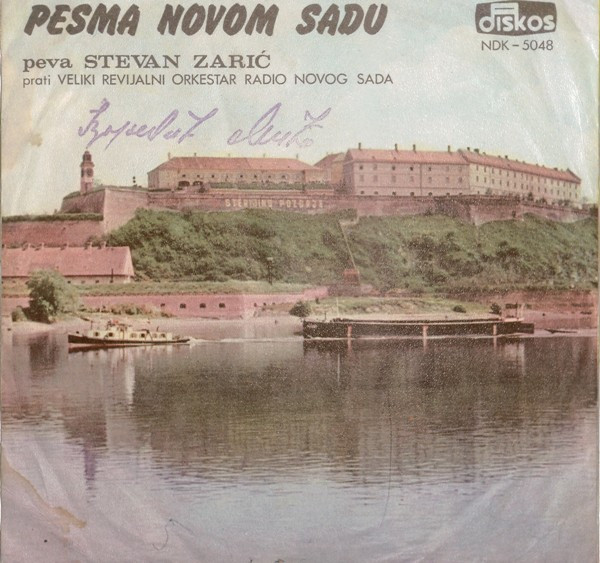 PESMA NOVOM SADU
diskos
NDK-5048
peva STEVAN ZARIĆ
prati VELIKI REVIJALNI ORKESTAR RADIO NOVOG SADA